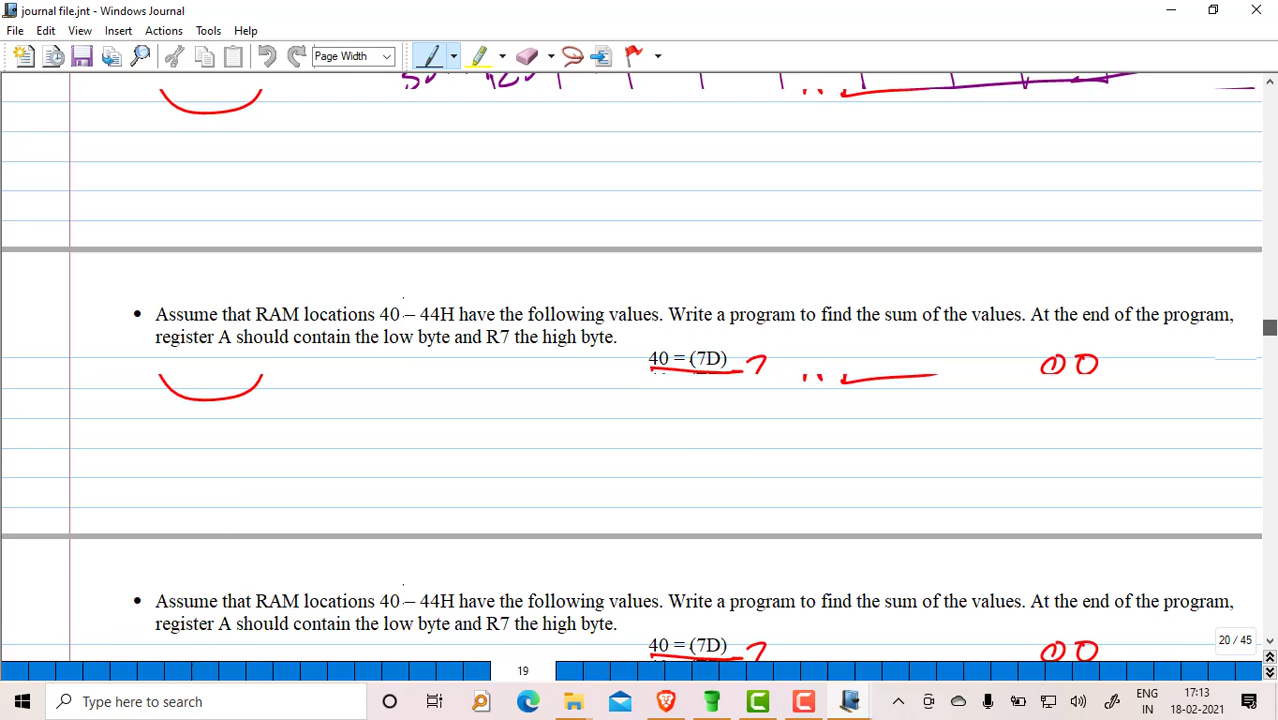 journal file.jnt - Windows Journal
File Edit View Insert Actions Tools Help
Page Width
• Assume that RAM locations 40 – 44H have the following values. Write a program to find the sum of the values. At the end of the program,
register A should contain the low byte and R7 the high byte.
40 = (7D)
• Assume that RAM locations 40 – 44H have the following values. Write a program to find the sum of the values. At the end of the program,
register A should contain the low byte and R7 the high byte.
40 = (7D)
20 / 45
19
Type here to search
ENG
IN
17:13
18-02-2021